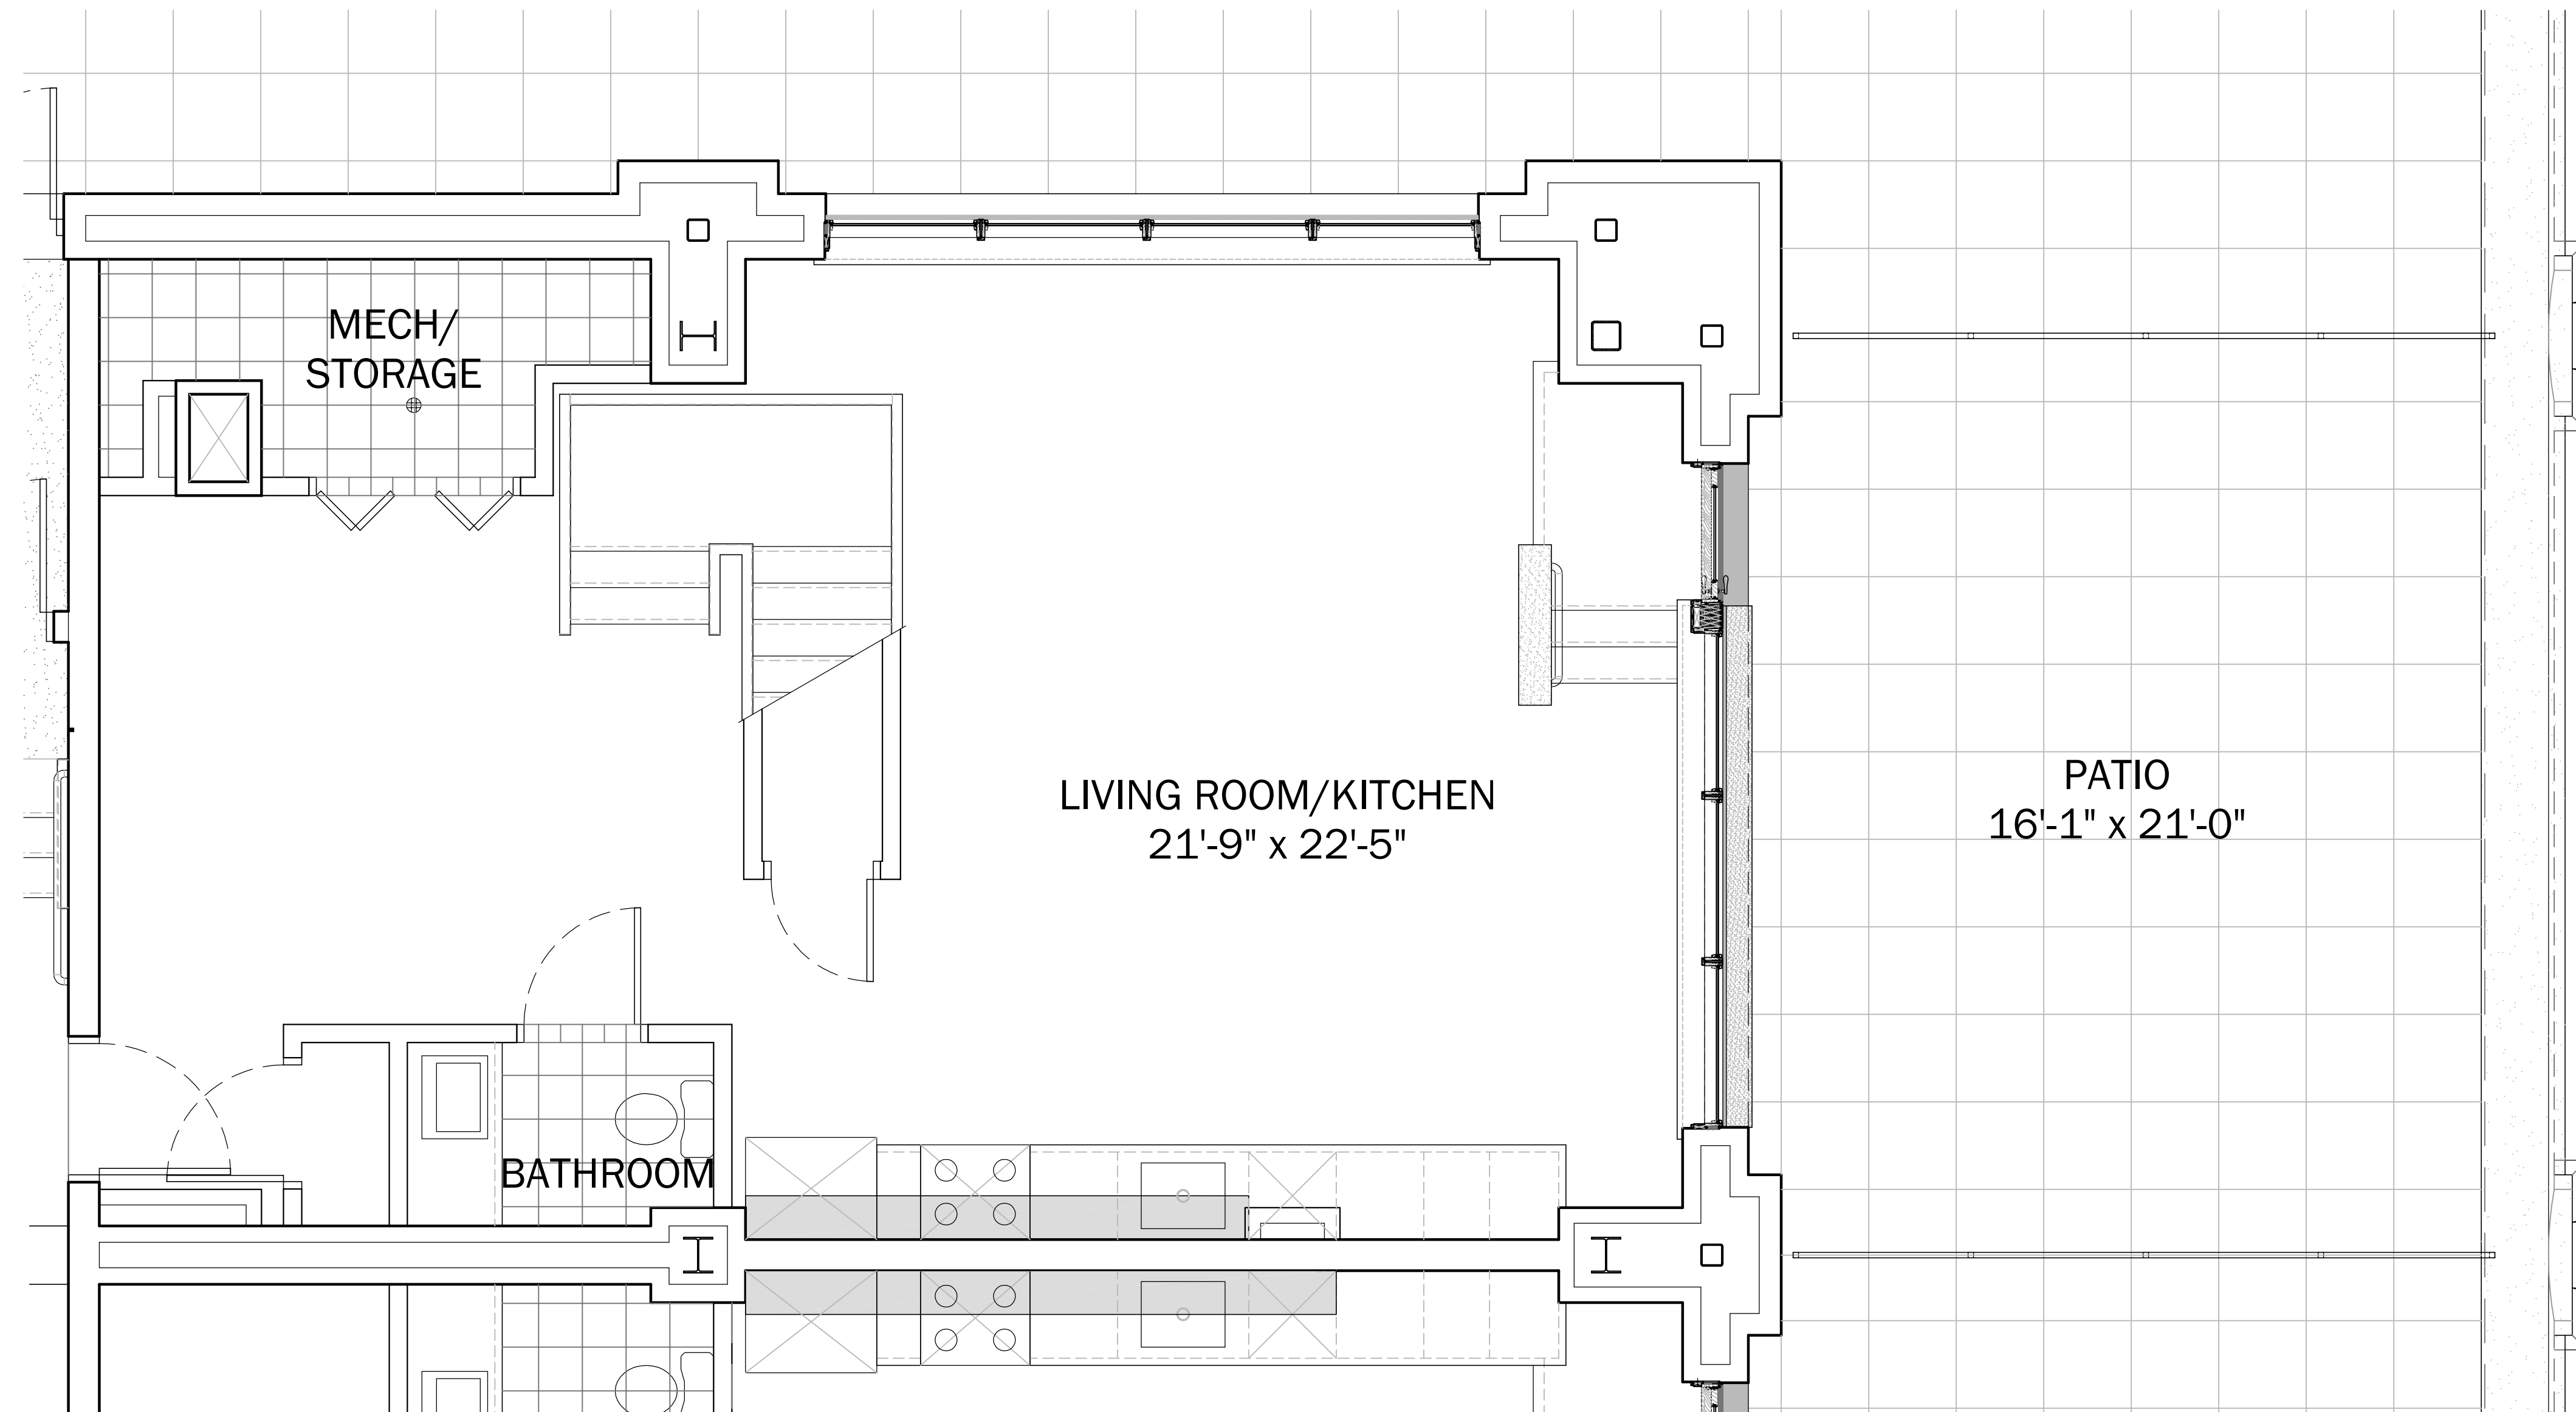 MECH/
STORAGE
LIVING ROOM/KITCHEN
21'-9" x 22'-5"
PATIO
16'-1" x 21'-0"
BATHROOM